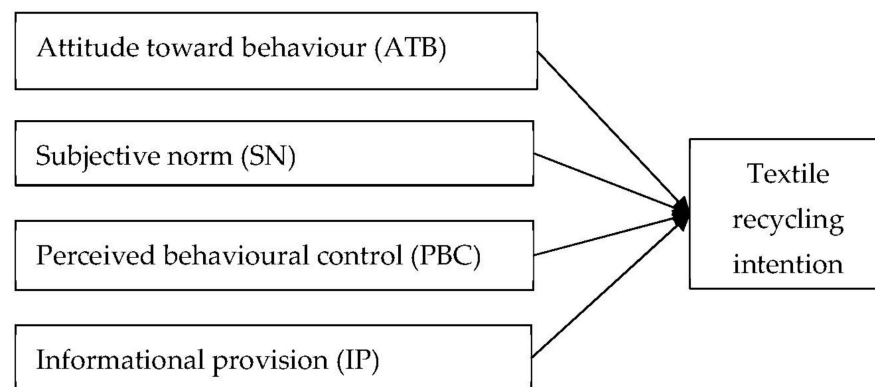 Attitude toward behaviour (ATB)
Subjective norm (SN)
Perceived behavioural control (PBC)
Informational provision (IP)
Textile
recycling
intention